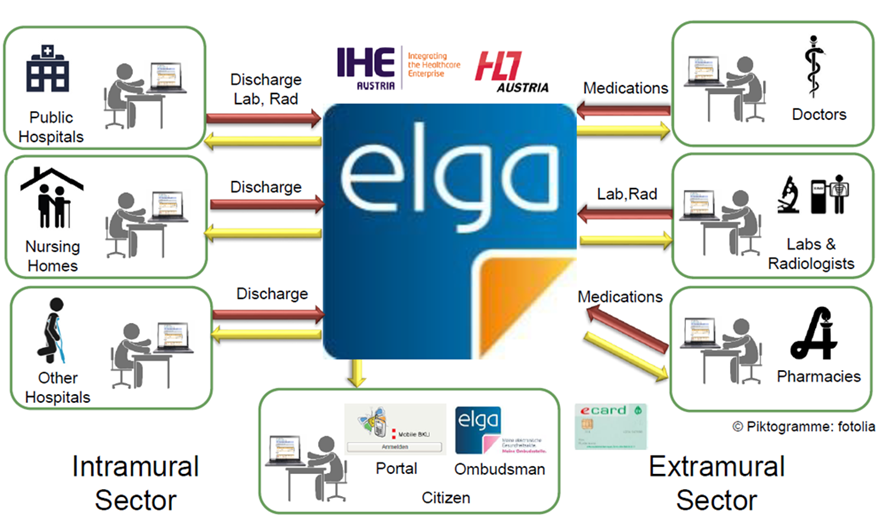 IHE
AUSTRIA
Integrating
the Healthcare
Enterprise
HL7
AUSTRIA
Public
Hospitals
Discharge
Lab, Rad
Medications
Doctors
elga
Nursing
Homes
Discharge
Lab,Rad
Labs &
Radiologists
Other
Hospitals
Discharge
Medications
Pharmacies
© Piktogramme: fotolia
Mobile BKU
Anmelden
Portal
elga
Ombudsman
Citizen
ecard
Intramural
Sector
Extramural
Sector